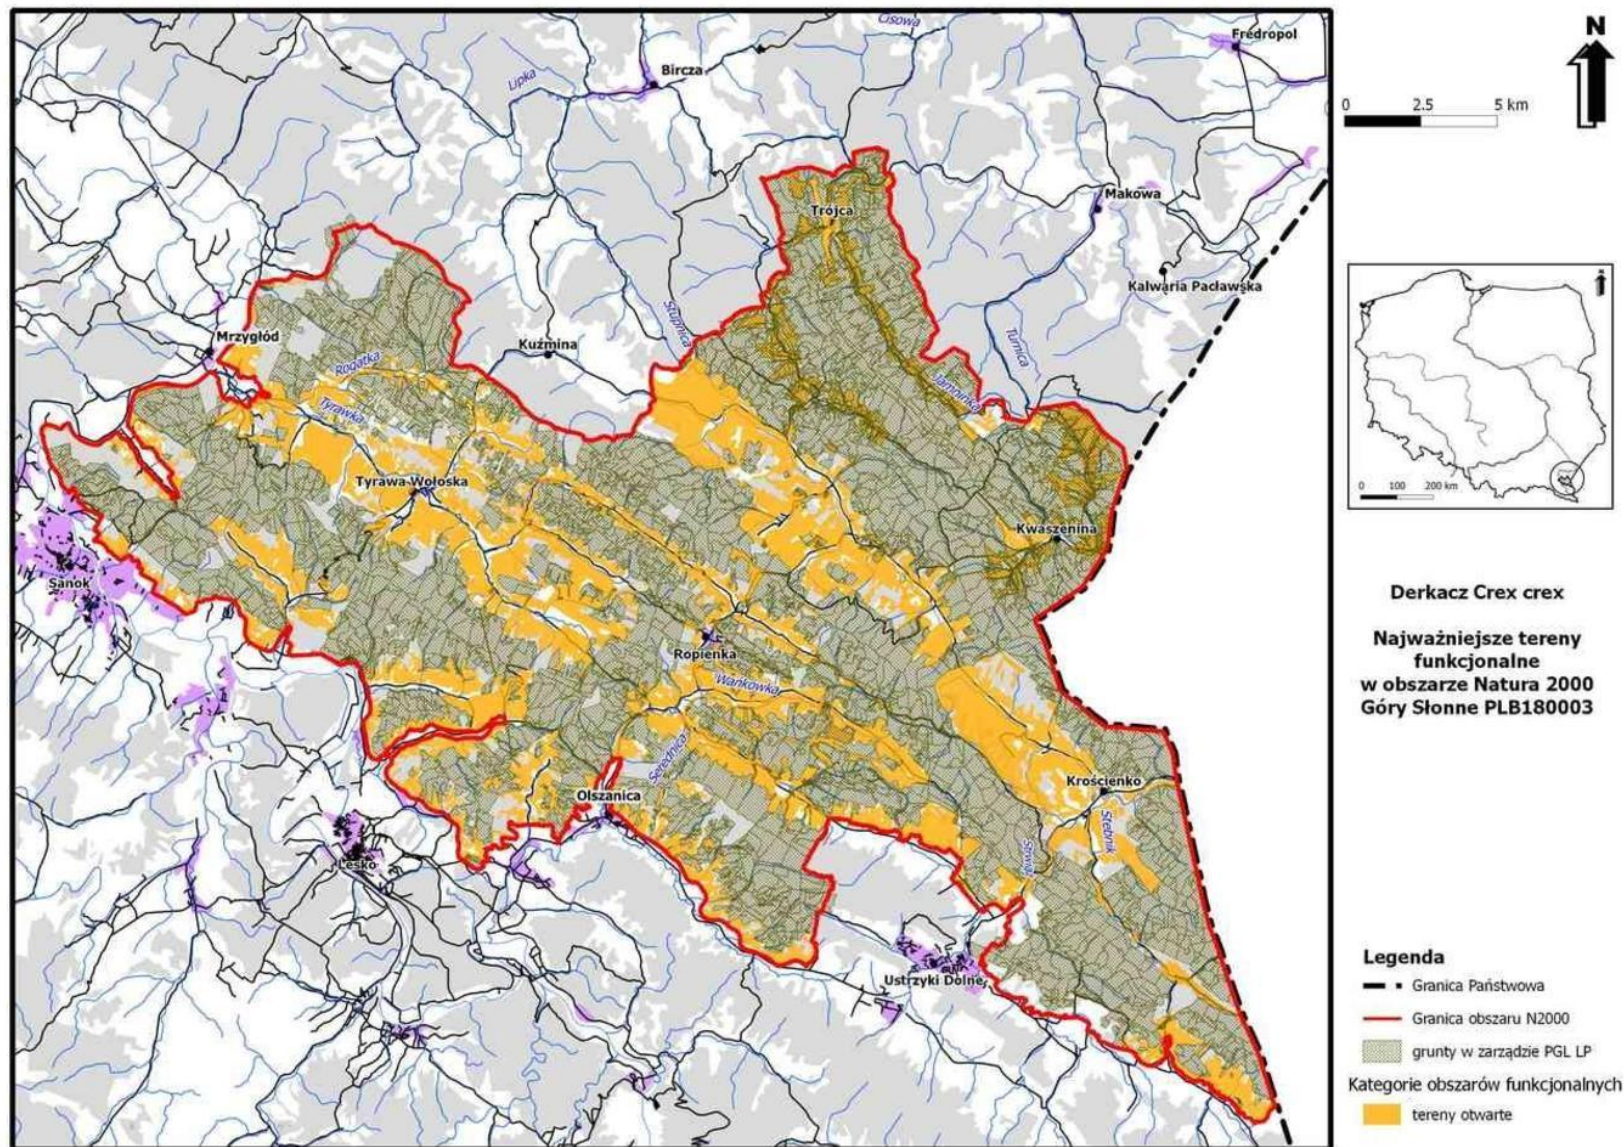 Cisowa
Fredropol
N
Lipka
Bircza
0 2.5 5 km
Trójca
Makowa
Kalwaria Pacławska
Stupnica
Turnica
Mrzygłód
Kuźmina
Rogatka
Jamninka
Tyrawka
0 100 200 km
Tyrawa Wołoska
Kwaszenina
Sanok
Derkacz Crex crex
Najważniejsze tereny
funkcjonalne
w obszarze Natura 2000
Góry Słonne PLB180003
Ropienka
Wańkówka
Serednica
Krościenko
Olszanica
Stebnik
Lesko
Ustrzyki Dolne
Legenda
Granica Państwowa
Granica obszaru N2000
grunty w zarządzie PGL LP
Kategorie obszarów funkcjonalnych
tereny otwarte